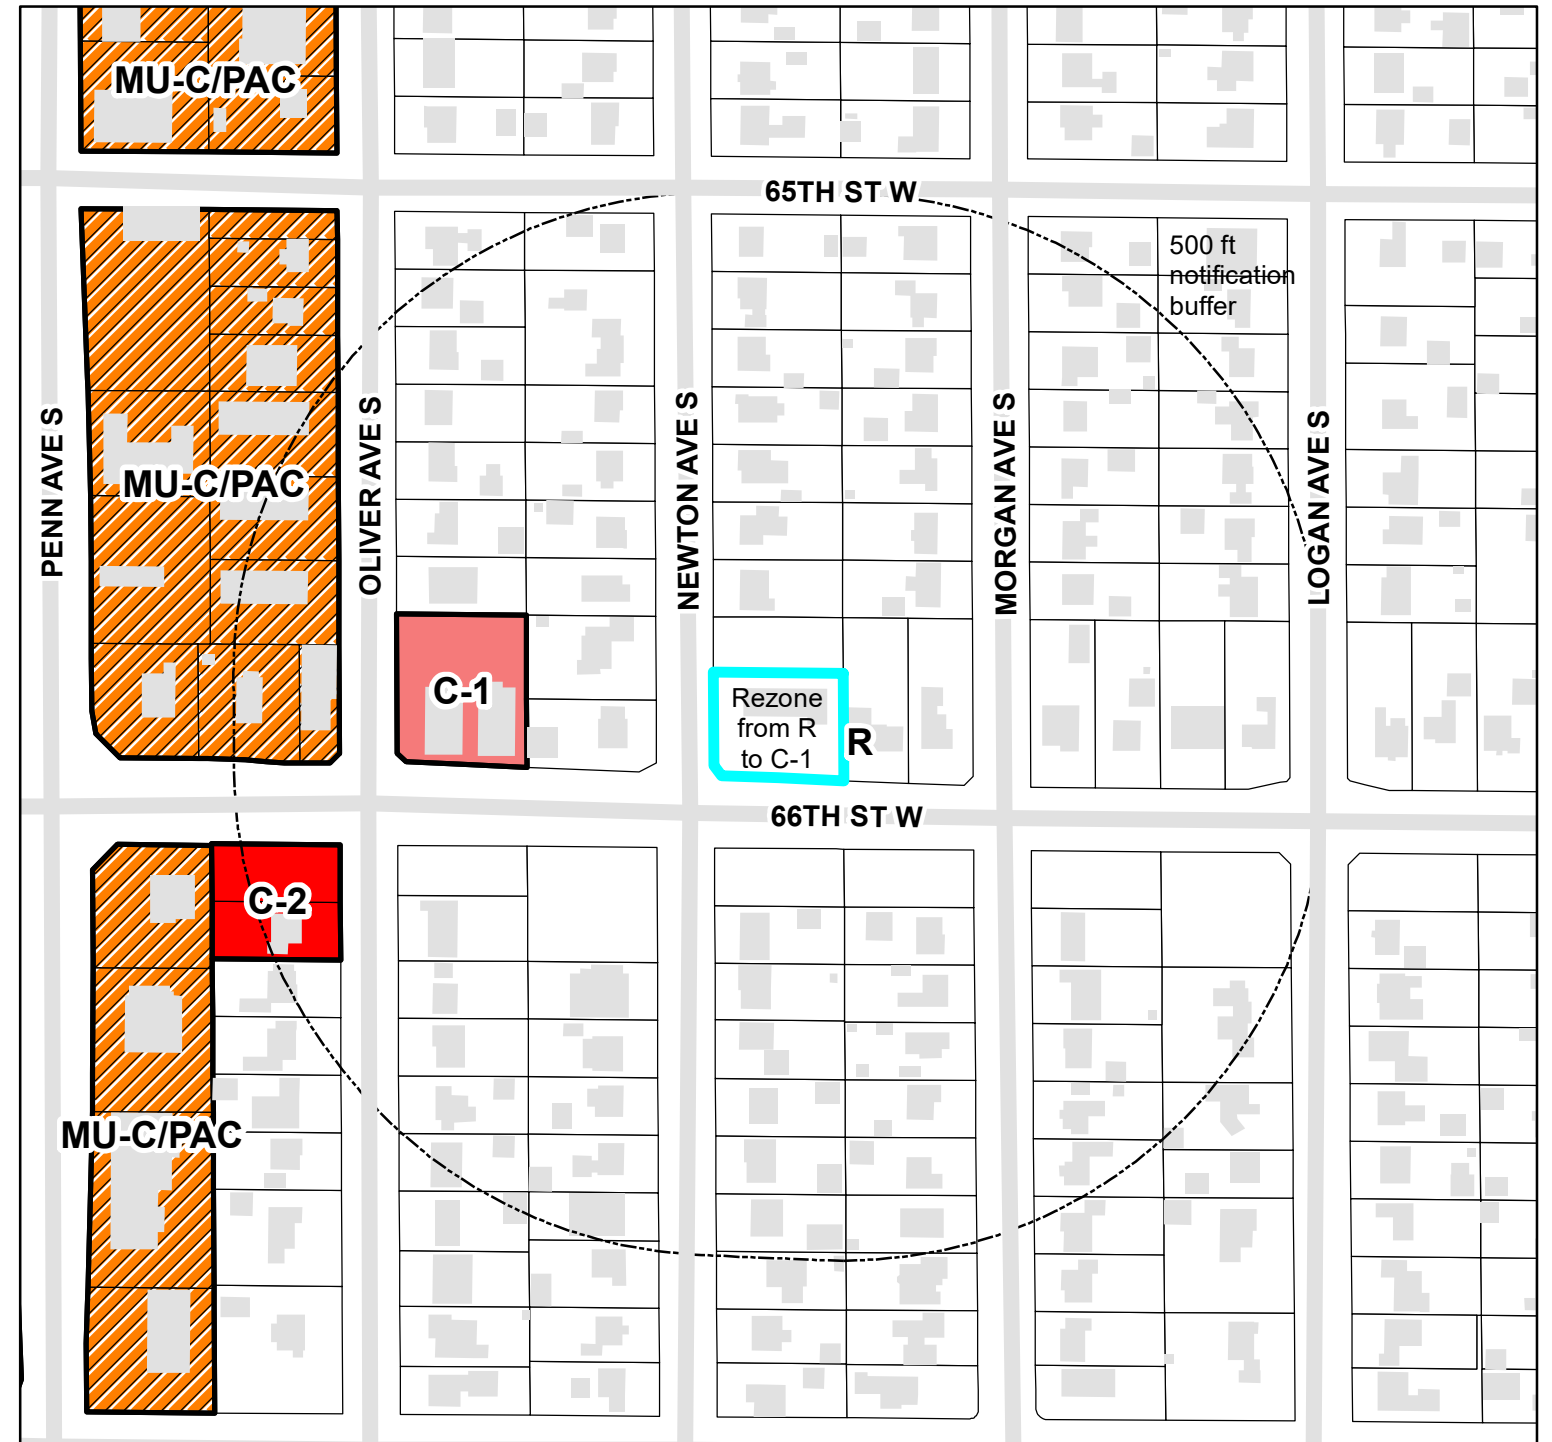 MU-C/PAC
65TH ST W
500 ft
notification
buffer
PENN AVE S
OLIVER AVE S
NEWTON AVE S
MORGAN AVE S
LOGAN AVE S
MU-C/PAC
C-1
Rezone
from R
to C-1
R
66TH ST W
C-2
MU-C/PAC